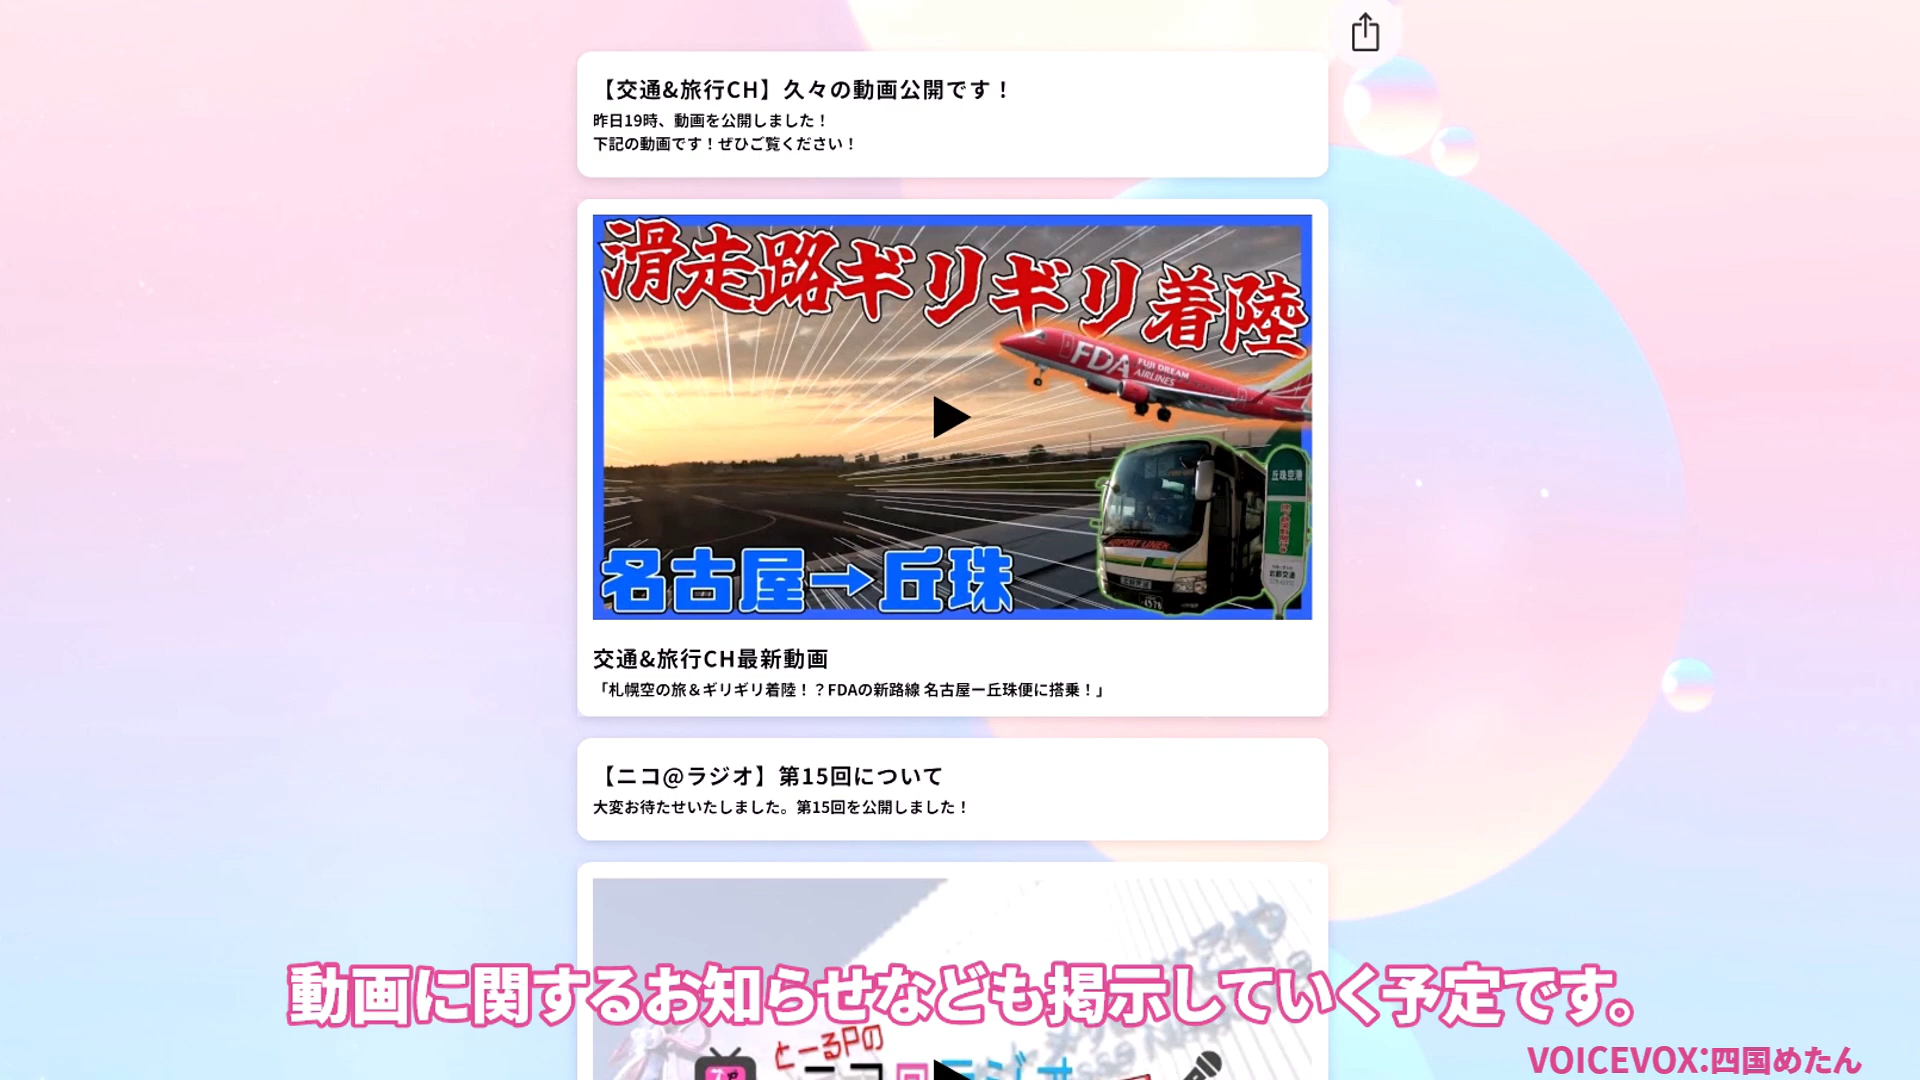 【交通&旅行CH】久々の動画公開です！
昨日19時、動画を公開しました！
下記の動画です！ぜひご覧ください！
滑走路ギリギリ着陸
FDA
FUJI DREAM
AIRLINES
丘珠空港
AIRPORT LINER
北都交通
名古屋→丘珠
交通&旅行CH最新動画
「札幌空の旅＆ギリギリ着陸！？FDAの新路線 名古屋ー丘珠便に搭乗！」
【ニコ@ラジオ】第15回について
大変お待たせいたしました。第15回を公開しました！
動画に関するお知らせなども掲示していく予定です。
とーるPの
VOICEVOX:四国めたん